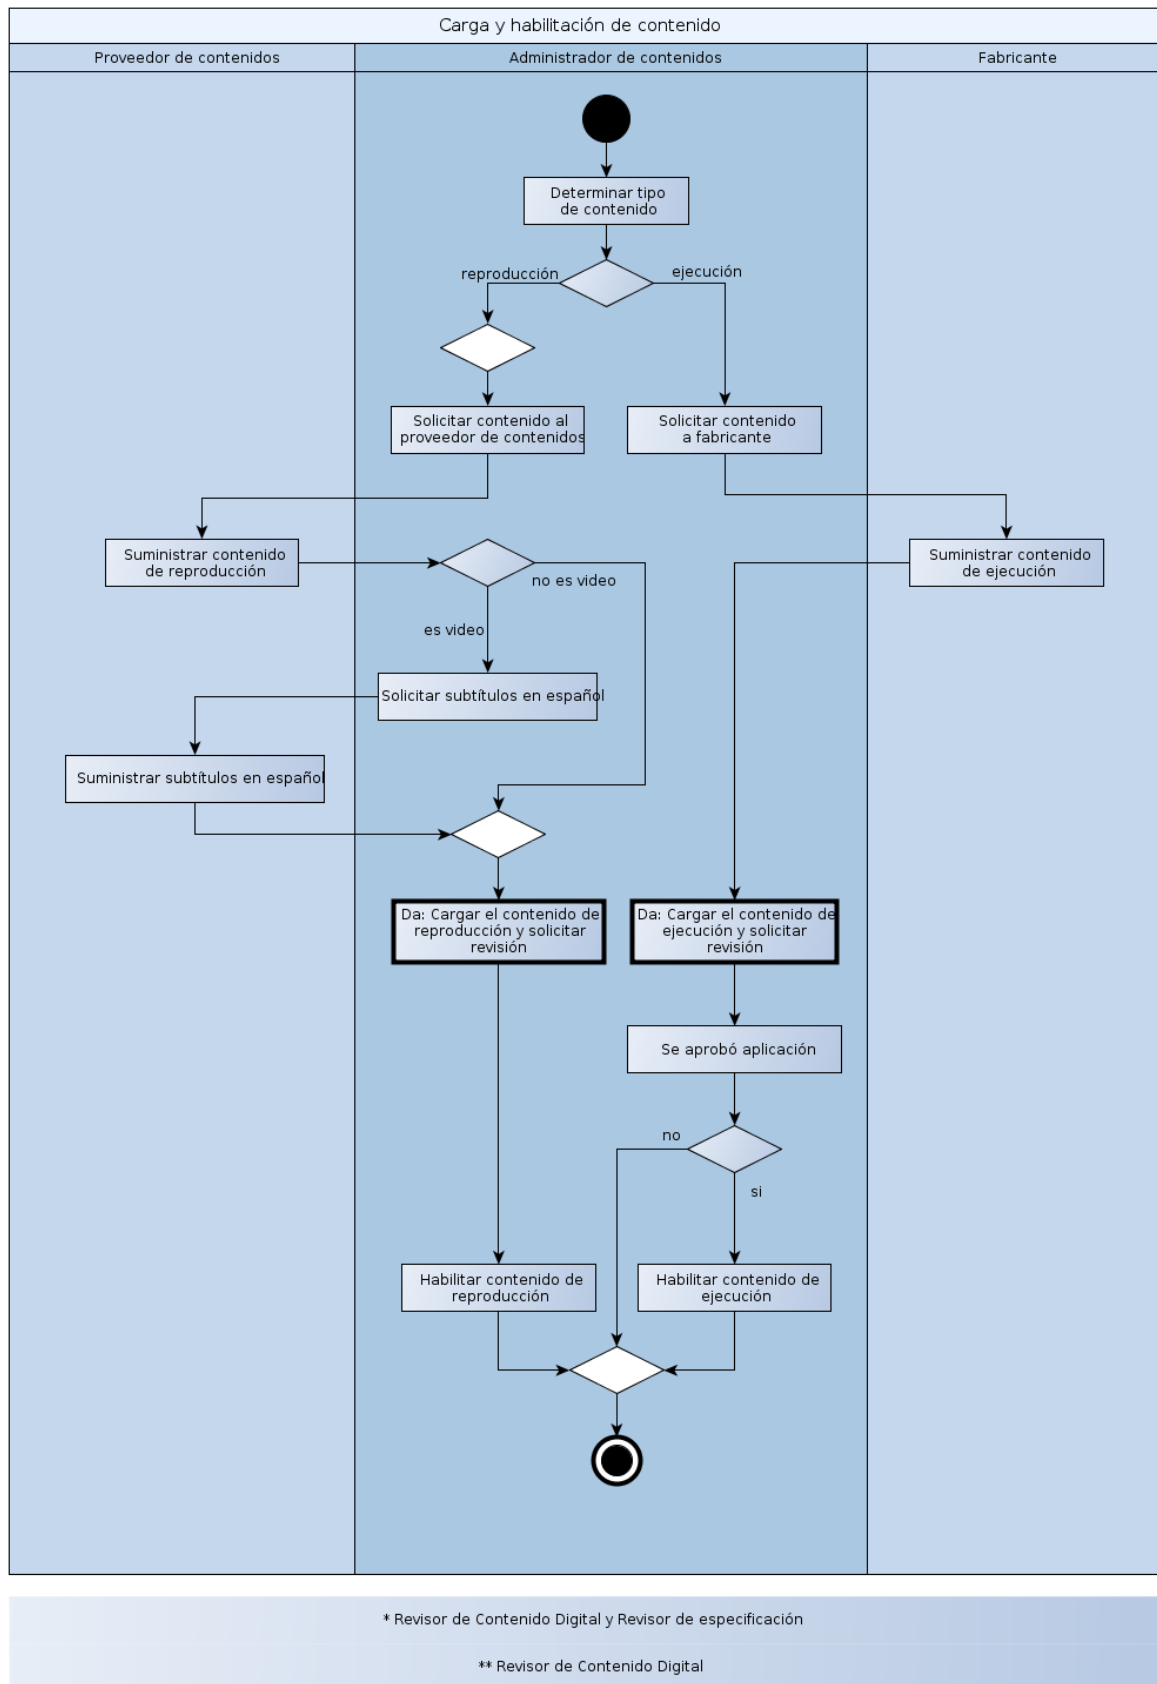 Carga y habilitación de contenido
Proveedor de contenidos
Administrador de contenidos
Fabricante
Determinar tipo
de contenido
reproducción
ejecución
Solicitar contenido al
proveedor de contenidos
Solicitar contenido
a fabricante
Suministrar contenido
de reproducción
no es video
Suministrar contenido
de ejecución
es video
Solicitar subtítulos en español
Suministrar subtítulos en español
Da: Cargar el contenido de
reproducción y solicitar
revisión
Da: Cargar el contenido de
ejecución y solicitar
revisión
Se aprobó aplicación
no
si
Habilitar contenido de
reproducción
Habilitar contenido de
ejecución
* Revisor de Contenido Digital y Revisor de especificación
** Revisor de Contenido Digital